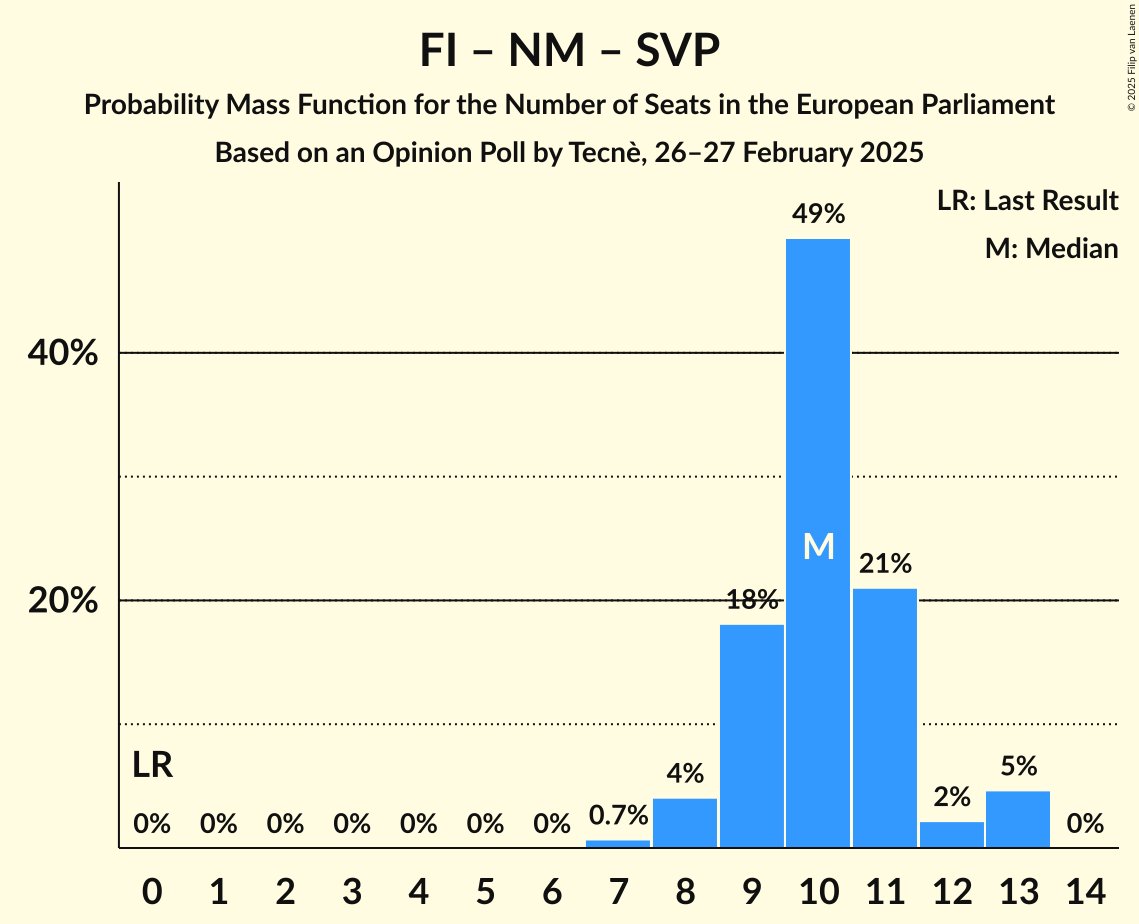 FI – NM – SVP
Probability Mass Function for the Number of Seats in the European Parliament
Based on an Opinion Poll by Tecnè, 26–27 February 2025
© 2025 Filip van Laenen
LR: Last Result
M: Median
49%
40%
M
21%
20%
18%
LR
5%
4%
2%
0.7%
0% 0% 0% 0% 0% 0% 0% 0%
0 1 2 3 4 5 6 7 8 9 10 11 12 13 14